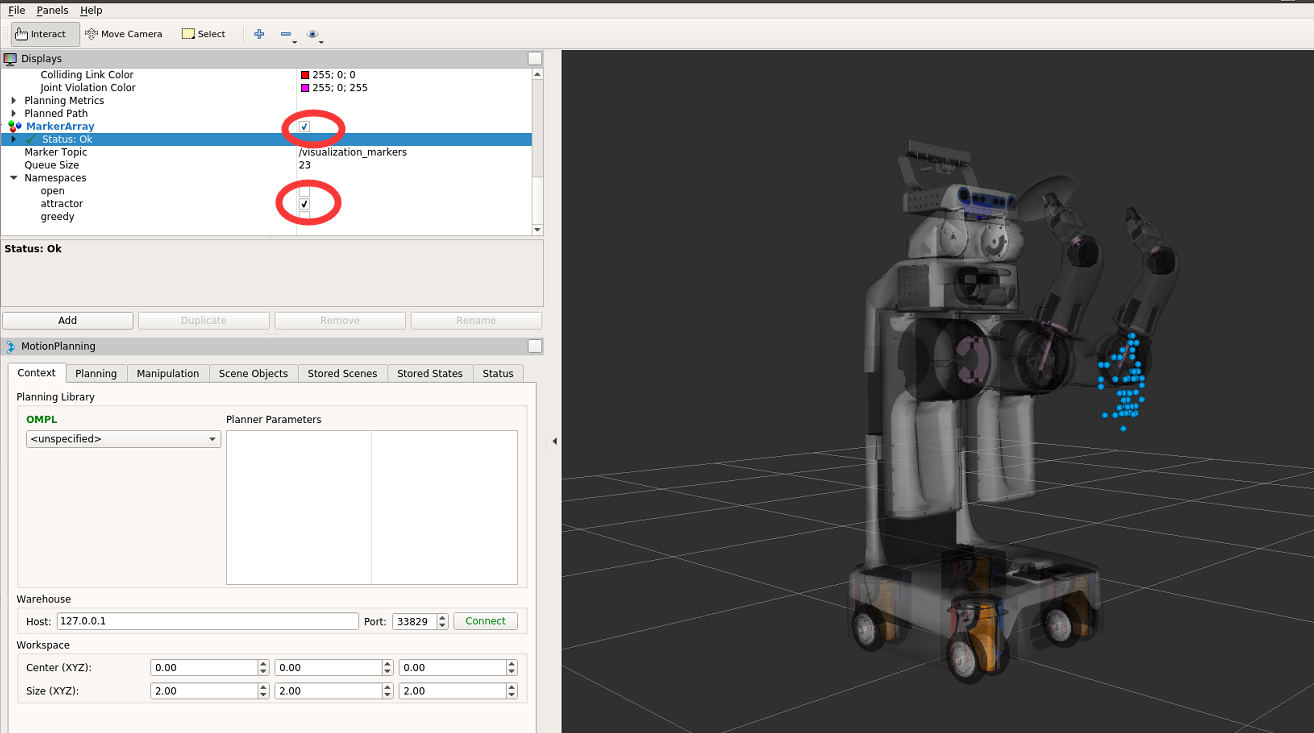 File Panels Help
Interact Move Camera Select
Displays
Colliding Link Color 255; 0; 0
Joint Violation Color 255; 0; 255
Planning Metrics
Planned Path
MarkerArray
Status: Ok
Marker Topic /visualization_markers
Queue Size 23
Namespaces
open
attractor
greedy
Status: Ok
Add Duplicate Remove Rename
MotionPlanning
Context Planning Manipulation Scene Objects Stored Scenes Stored States Status
Planning Library
OMPL Planner Parameters
<unspecified>
Warehouse
Host: 127.0.0.1 Port: 33829 Connect
Workspace
Center (XYZ): 0.00 0.00 0.00
Size (XYZ): 2.00 2.00 2.00